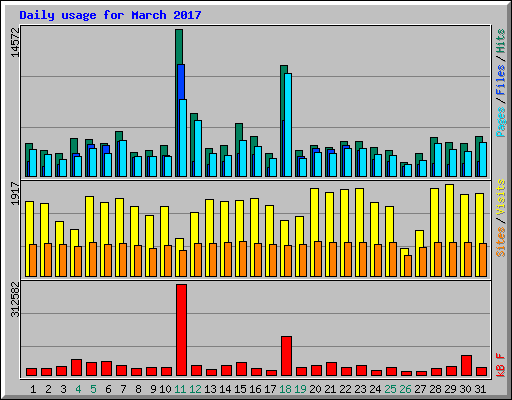 Daily usage for March 2017
14572
Pages / Files / Hits
1917
Sites / Visits
312582
kB F
1 2 3 4 5 6 7 8 9 10 11 12 13 14 15 16 17 18 19 20 21 22 23 24 25 26 27 28 29 30 31